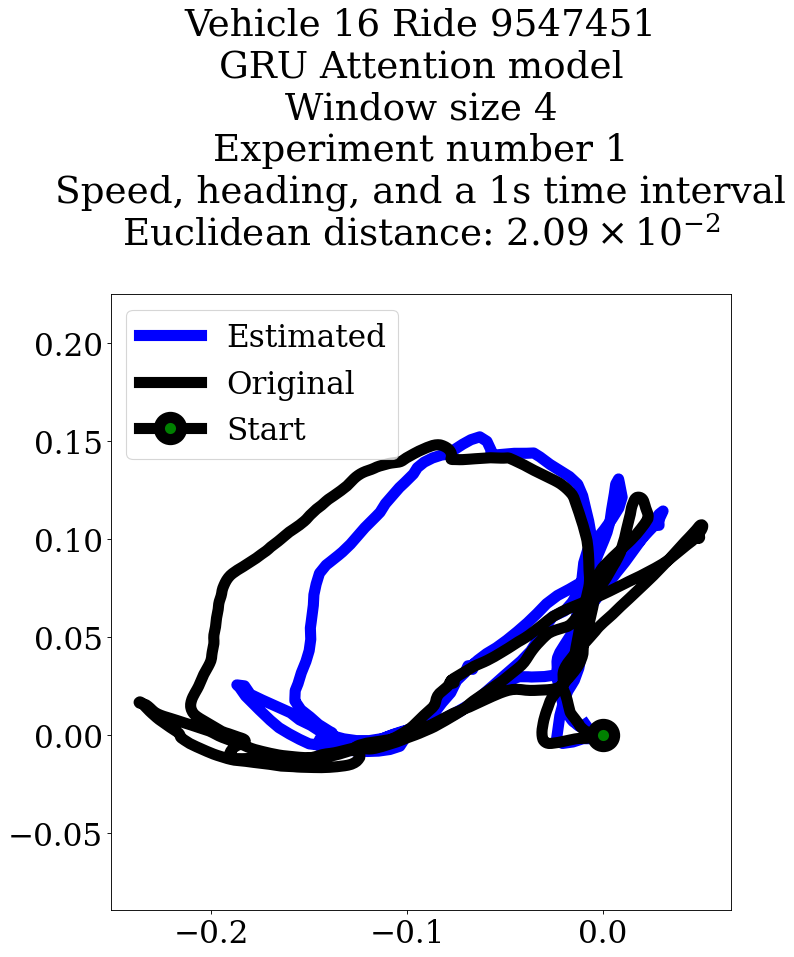 Vehicle 16 Ride 9547451
GRU Attention model
Window size 4
Experiment number 1
Speed, heading, and a 1s time interval
Euclidean distance: 2.09 × 10⁻²
Estimated
Original
Start
0.20
0.15
0.10
0.05
0.00
−0.05
−0.2
−0.1
0.0